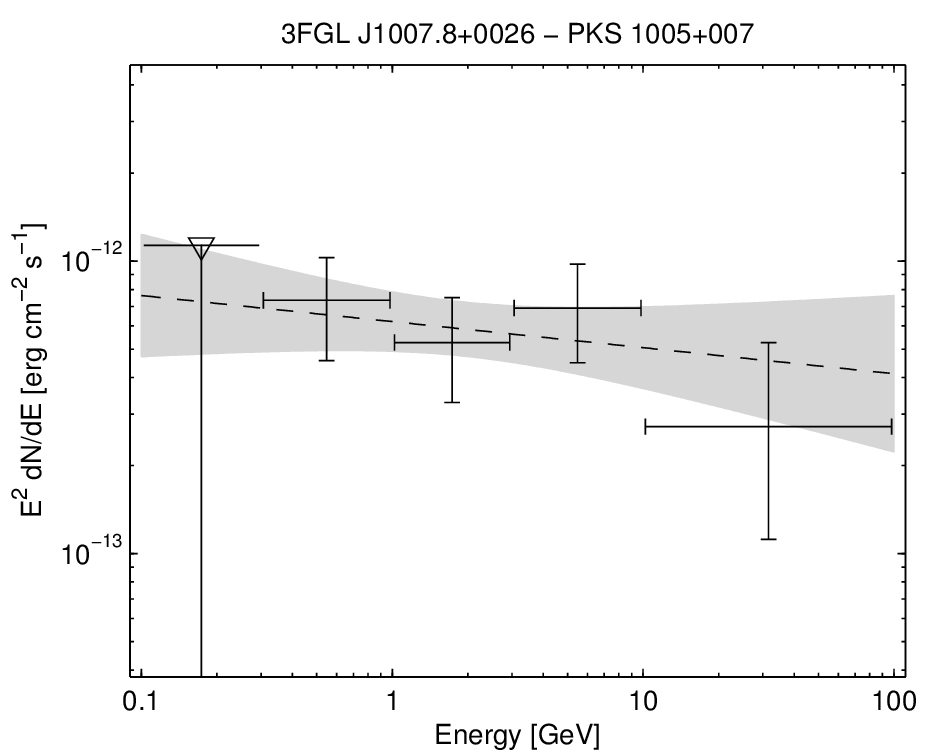 3FGL J1007.8+0026 − PKS 1005+007
E² dN/dE [erg cm⁻² s⁻¹]
10⁻¹²
10⁻¹³
0.1 1 10 100
Energy [GeV]